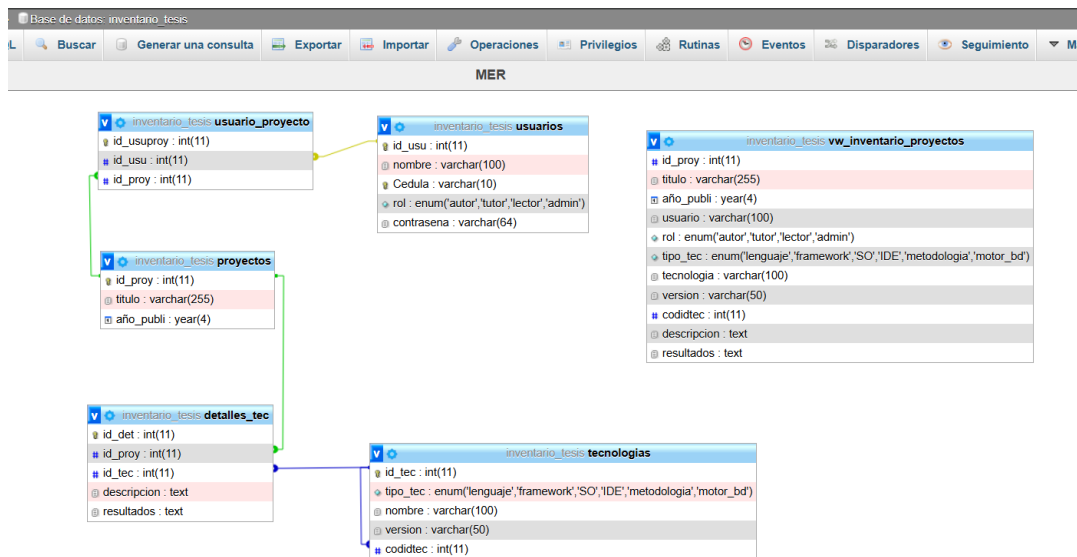 Base de datos: inventario_tesis
QL Buscar Generar una consulta Exportar Importar Operaciones Privilegios Rutinas Eventos Disparadores Seguimiento M
MER
v inventario_tesis usuario_proyecto
id_usuproy : int(11)
id_usu : int(11)
id_proy : int(11)
v inventario_tesis usuarios
id_usu : int(11)
nombre : varchar(100)
Cedula : varchar(10)
rol : enum('autor','tutor','lector','admin')
contrasena : varchar(64)
v inventario_tesis vw_inventario_proyectos
id_proy : int(11)
titulo : varchar(255)
año_publi : year(4)
usuario : varchar(100)
rol : enum('autor','tutor','lector','admin')
tipo_tec : enum('lenguaje','framework','SO','IDE','metodologia','motor_bd')
tecnologia : varchar(100)
version : varchar(50)
codidtec : int(11)
descripcion : text
resultados : text
v inventario_tesis proyectos
id_proy : int(11)
titulo : varchar(255)
año_publi : year(4)
v inventario_tesis detalles_tec
id_det : int(11)
id_proy : int(11)
id_tec : int(11)
descripcion : text
resultados : text
v inventario_tesis tecnologias
id_tec : int(11)
tipo_tec : enum('lenguaje','framework','SO','IDE','metodologia','motor_bd')
nombre : varchar(100)
version : varchar(50)
codidtec : int(11)